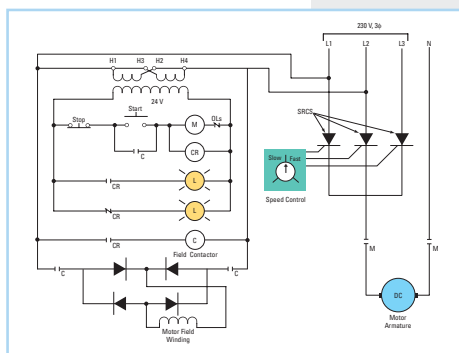 230 V, 3ϕ
L1 L2 L3 N
H1 H3 H2 H4
24 V
Start
Stop
M
OLs
C
CR
SRCS
Slow Fast
Speed Control
CR
L
CR
L
CR
C
Field Contactor
C
C
M
M
DC
Motor
Armature
Motor Field
Winding